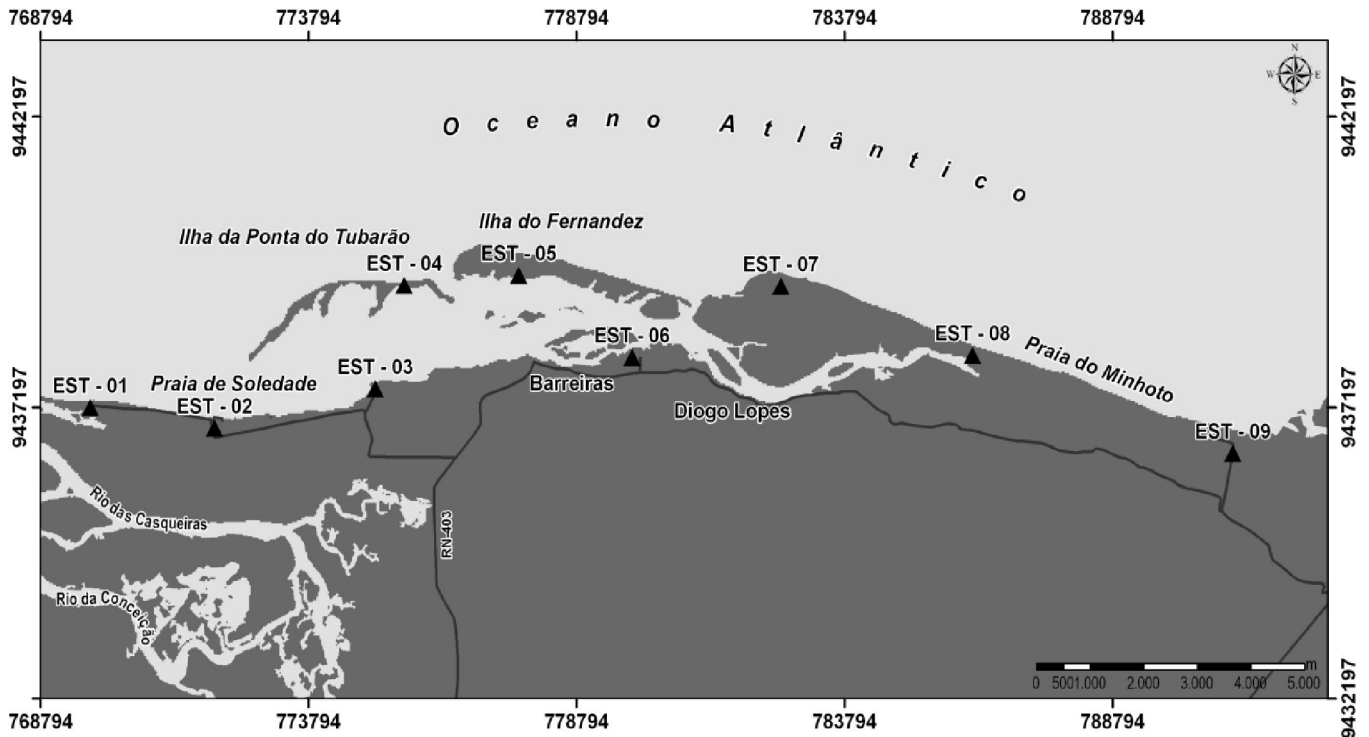 768794 773794 778794 783794 788794
N
W E
S
9442197 9442197
Oceano Atlântico
Ilha do Fernandez
Ilha da Ponta do Tubarão
EST - 05
EST - 04
EST - 07
EST - 06
EST - 08
Praia do Minhoto
EST - 03
Praia de Soledade
EST - 01
Barreiras
EST - 02
Diogo Lopes
9437197 9437197
EST - 09
Rio das Casqueiras
RN-403
Rio da Conceição
m
0 5001.000 2.000 3.000 4.000 5.000
9432197 9432197
768794 773794 778794 783794 788794